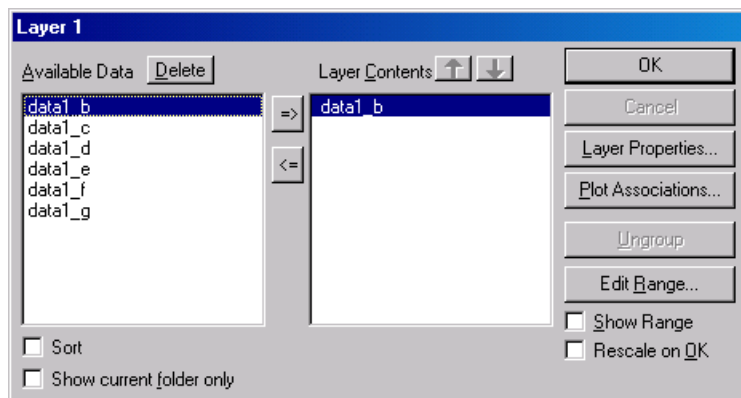 Layer 1
Available Data Delete
Layer Contents
data1_b
data1_c
data1_d
data1_e
data1_f
data1_g
=>
<=
data1_b
OK
Cancel
Layer Properties...
Plot Associations...
Ungroup
Edit Range...
Show Range
Rescale on OK
Sort
Show current folder only